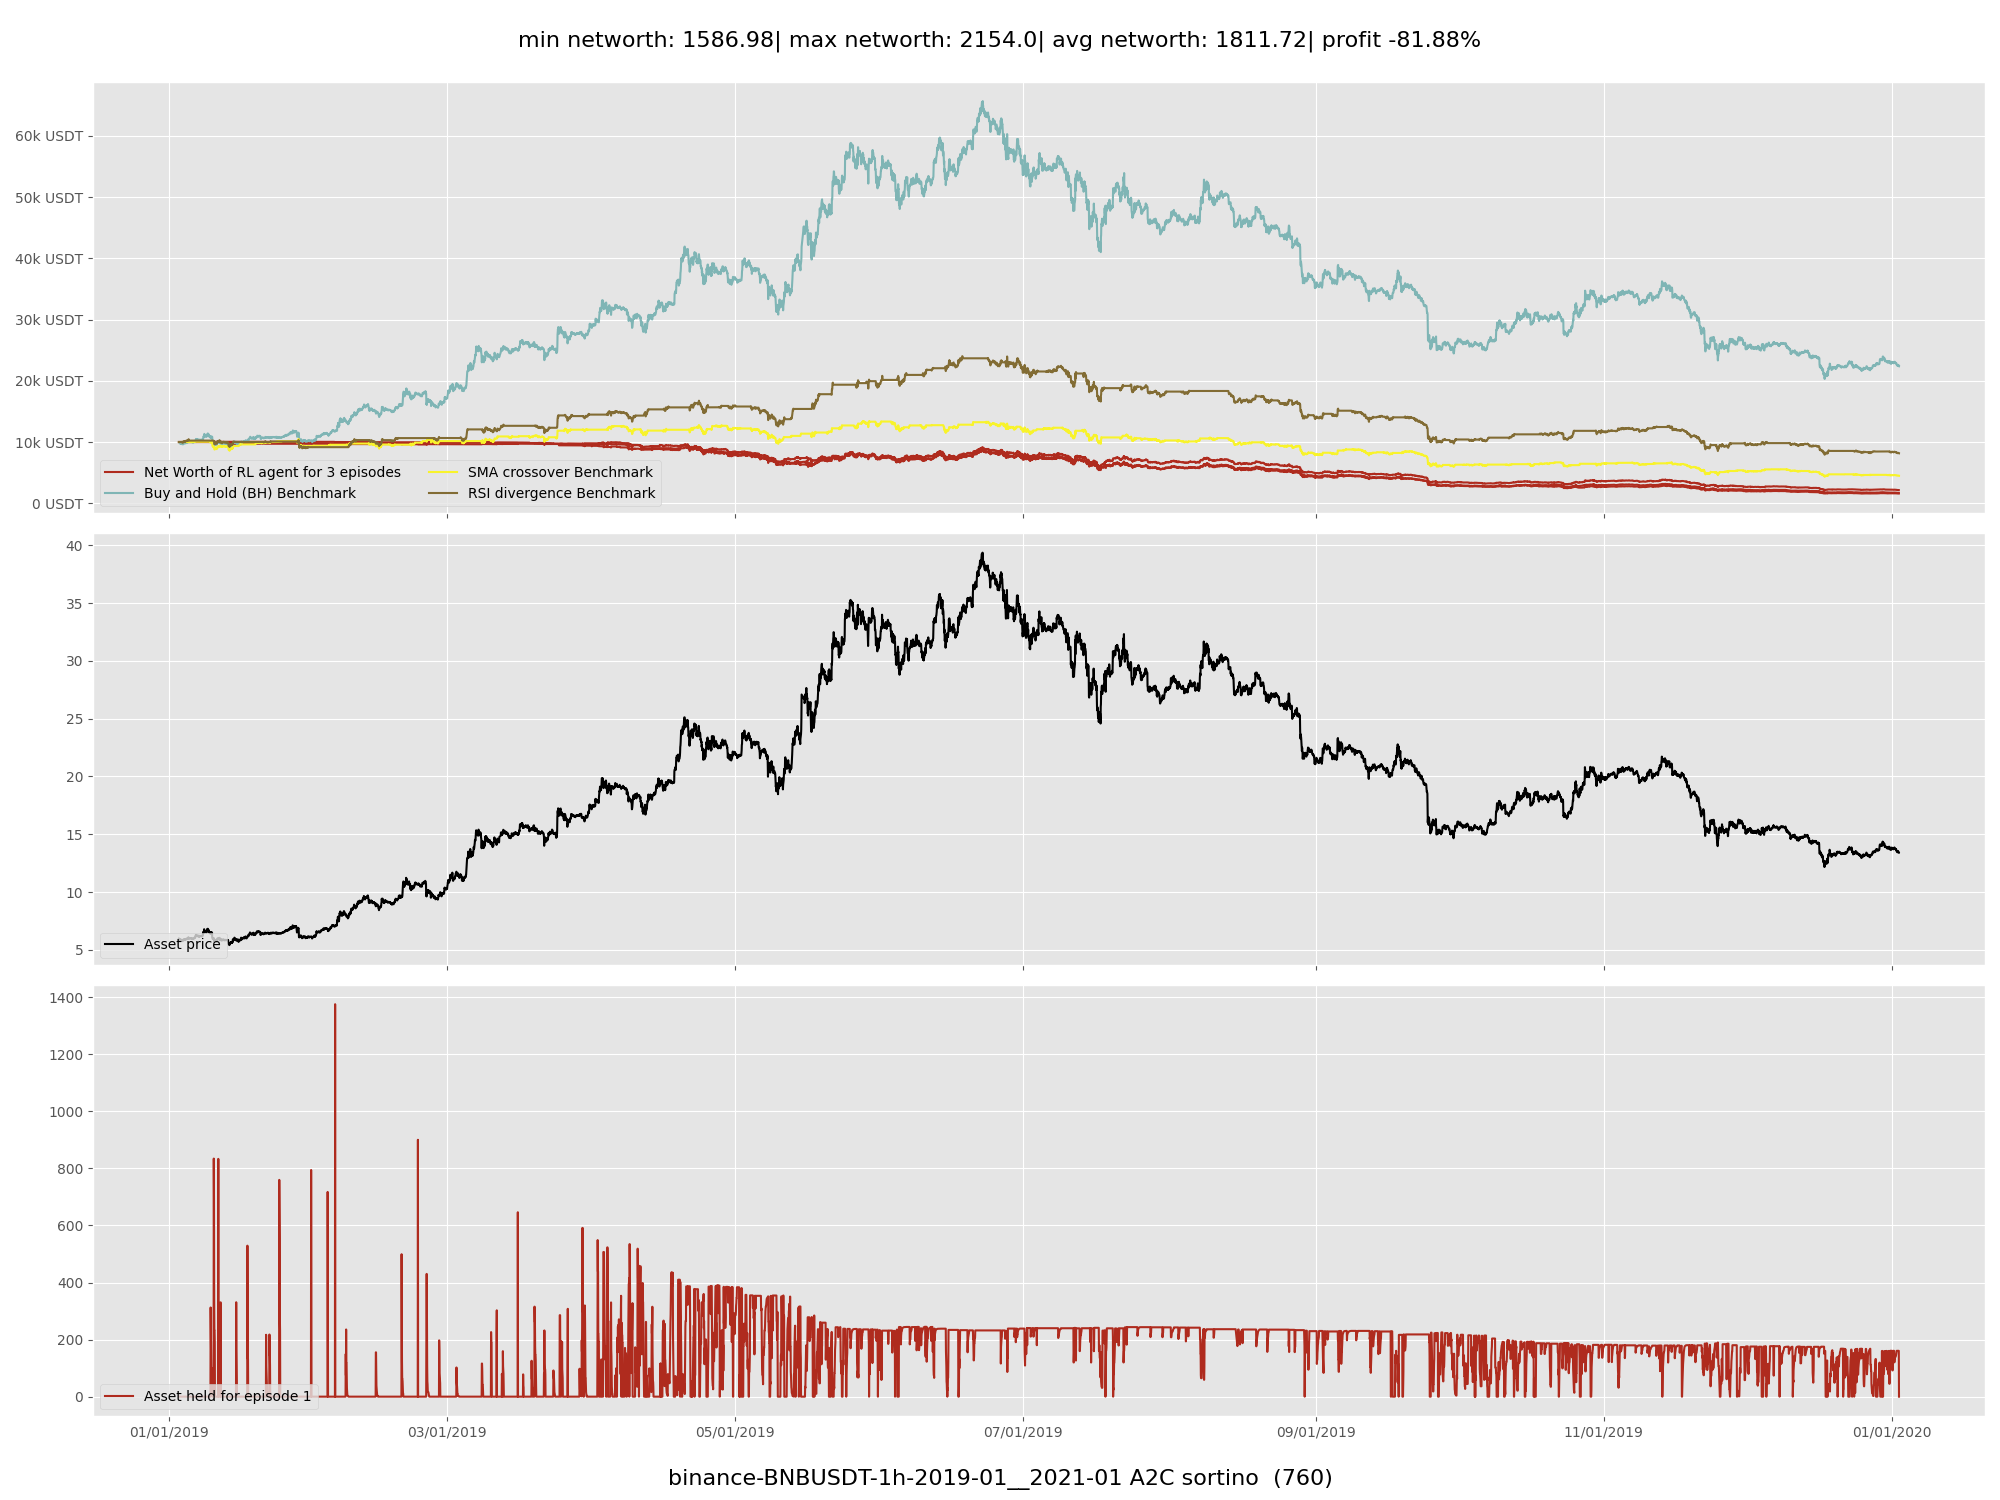 min networth: 1586.98| max networth: 2154.0| avg networth: 1811.72| profit -81.88%
60k USDT
50k USDT
40k USDT
30k USDT
20k USDT
10k USDT
0 USDT
Net Worth of RL agent for 3 episodes
Buy and Hold (BH) Benchmark
SMA crossover Benchmark
RSI divergence Benchmark
40
35
30
25
20
15
10
5
Asset price
1400
1200
1000
800
600
400
200
0
Asset held for episode 1
01/01/2019 03/01/2019 05/01/2019 07/01/2019 09/01/2019 11/01/2019 01/01/2020
binance-BNBUSDT-1h-2019-01__2021-01 A2C sortino (760)